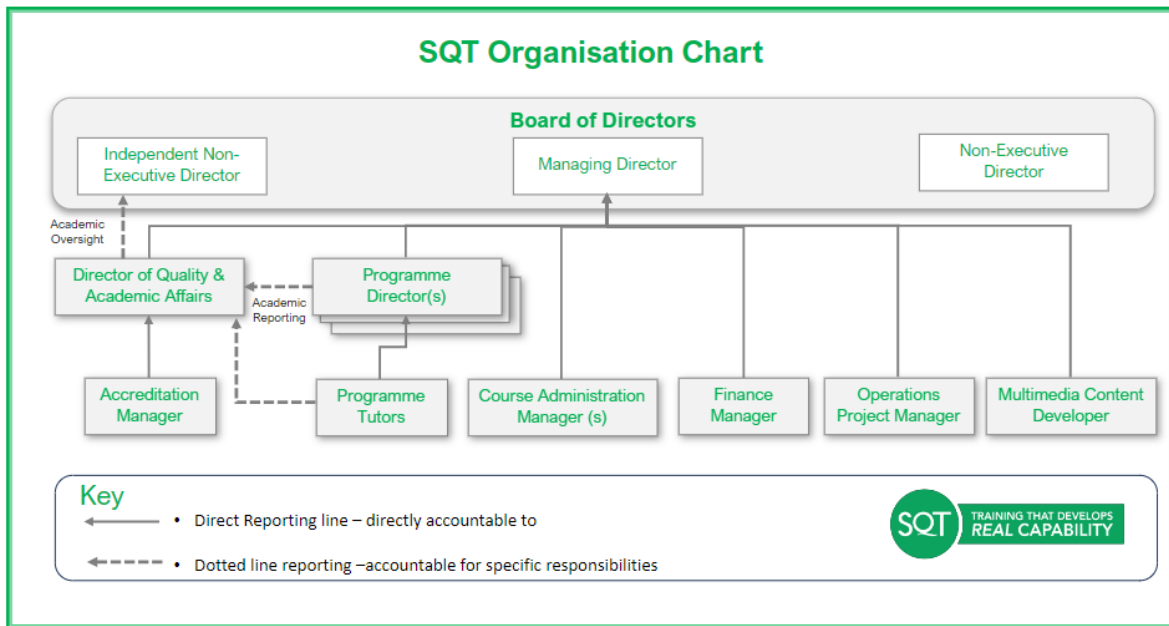 SQT Organisation Chart
Board of Directors
Independent Non-
Executive Director
Managing Director
Non-Executive
Director
Academic
Oversight
Director of Quality &
Academic Affairs
Academic
Reporting
Programme
Director(s)
Accreditation
Manager
Programme
Tutors
Course Administration
Manager (s)
Finance
Manager
Operations
Project Manager
Multimedia Content
Developer
Key
• Direct Reporting line – directly accountable to
• Dotted line reporting –accountable for specific responsibilities
SQT
TRAINING THAT DEVELOPS
REAL CAPABILITY